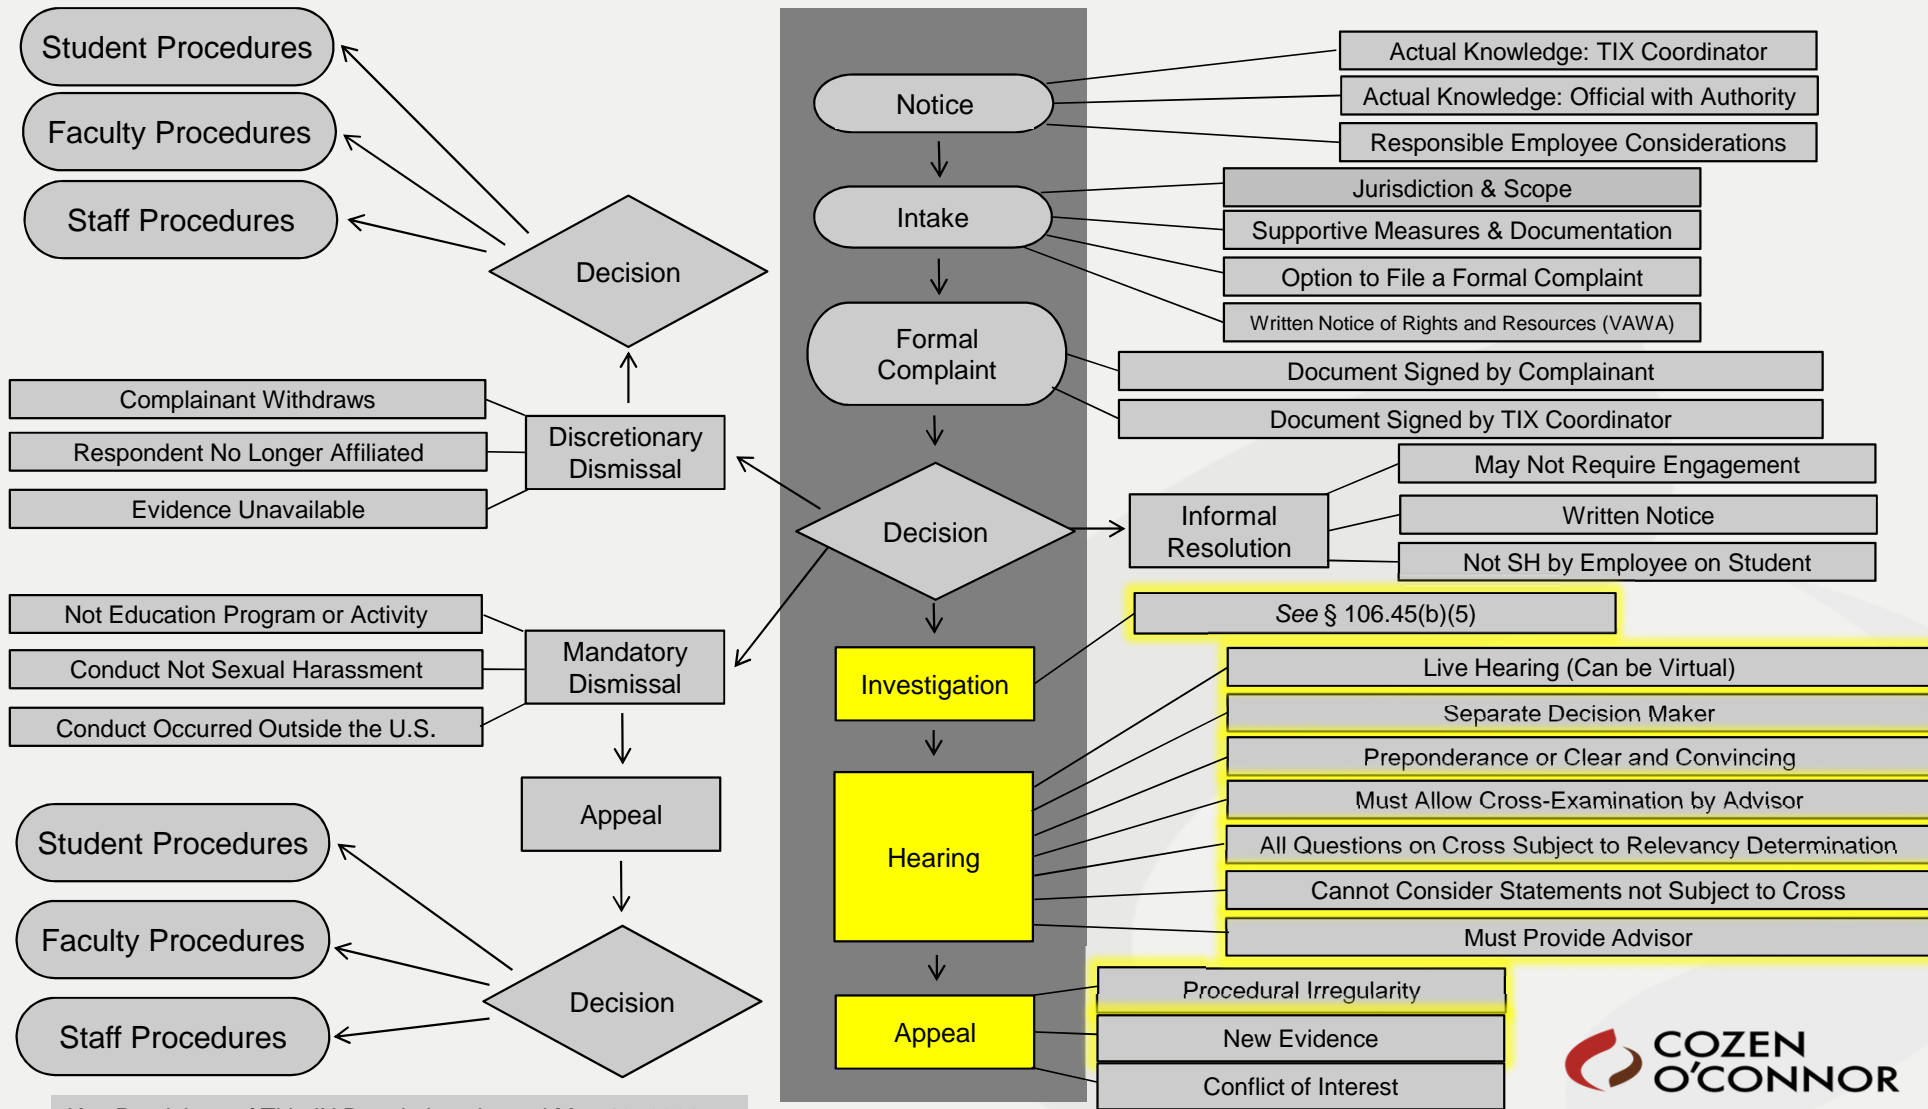 Student Procedures
Faculty Procedures
Staff Procedures
Decision
Complainant Withdraws
Respondent No Longer Affiliated
Evidence Unavailable
Discretionary
Dismissal
Not Education Program or Activity
Conduct Not Sexual Harassment
Conduct Occurred Outside the U.S.
Mandatory
Dismissal
Appeal
Student Procedures
Faculty Procedures
Staff Procedures
Decision
Notice
Actual Knowledge: TIX Coordinator
Actual Knowledge: Official with Authority
Responsible Employee Considerations
Intake
Jurisdiction & Scope
Supportive Measures & Documentation
Option to File a Formal Complaint
Written Notice of Rights and Resources (VAWA)
Formal
Complaint
Document Signed by Complainant
Document Signed by TIX Coordinator
Decision
Informal
Resolution
May Not Require Engagement
Written Notice
Not SH by Employee on Student
Investigation
See § 106.45(b)(5)
Hearing
Live Hearing (Can be Virtual)
Separate Decision Maker
Preponderance or Clear and Convincing
Must Allow Cross-Examination by Advisor
All Questions on Cross Subject to Relevancy Determination
Cannot Consider Statements not Subject to Cross
Must Provide Advisor
Appeal
Procedural Irregularity
New Evidence
Conflict of Interest
COZEN
O'CONNOR